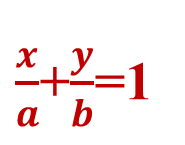 x/a + y/b = 1